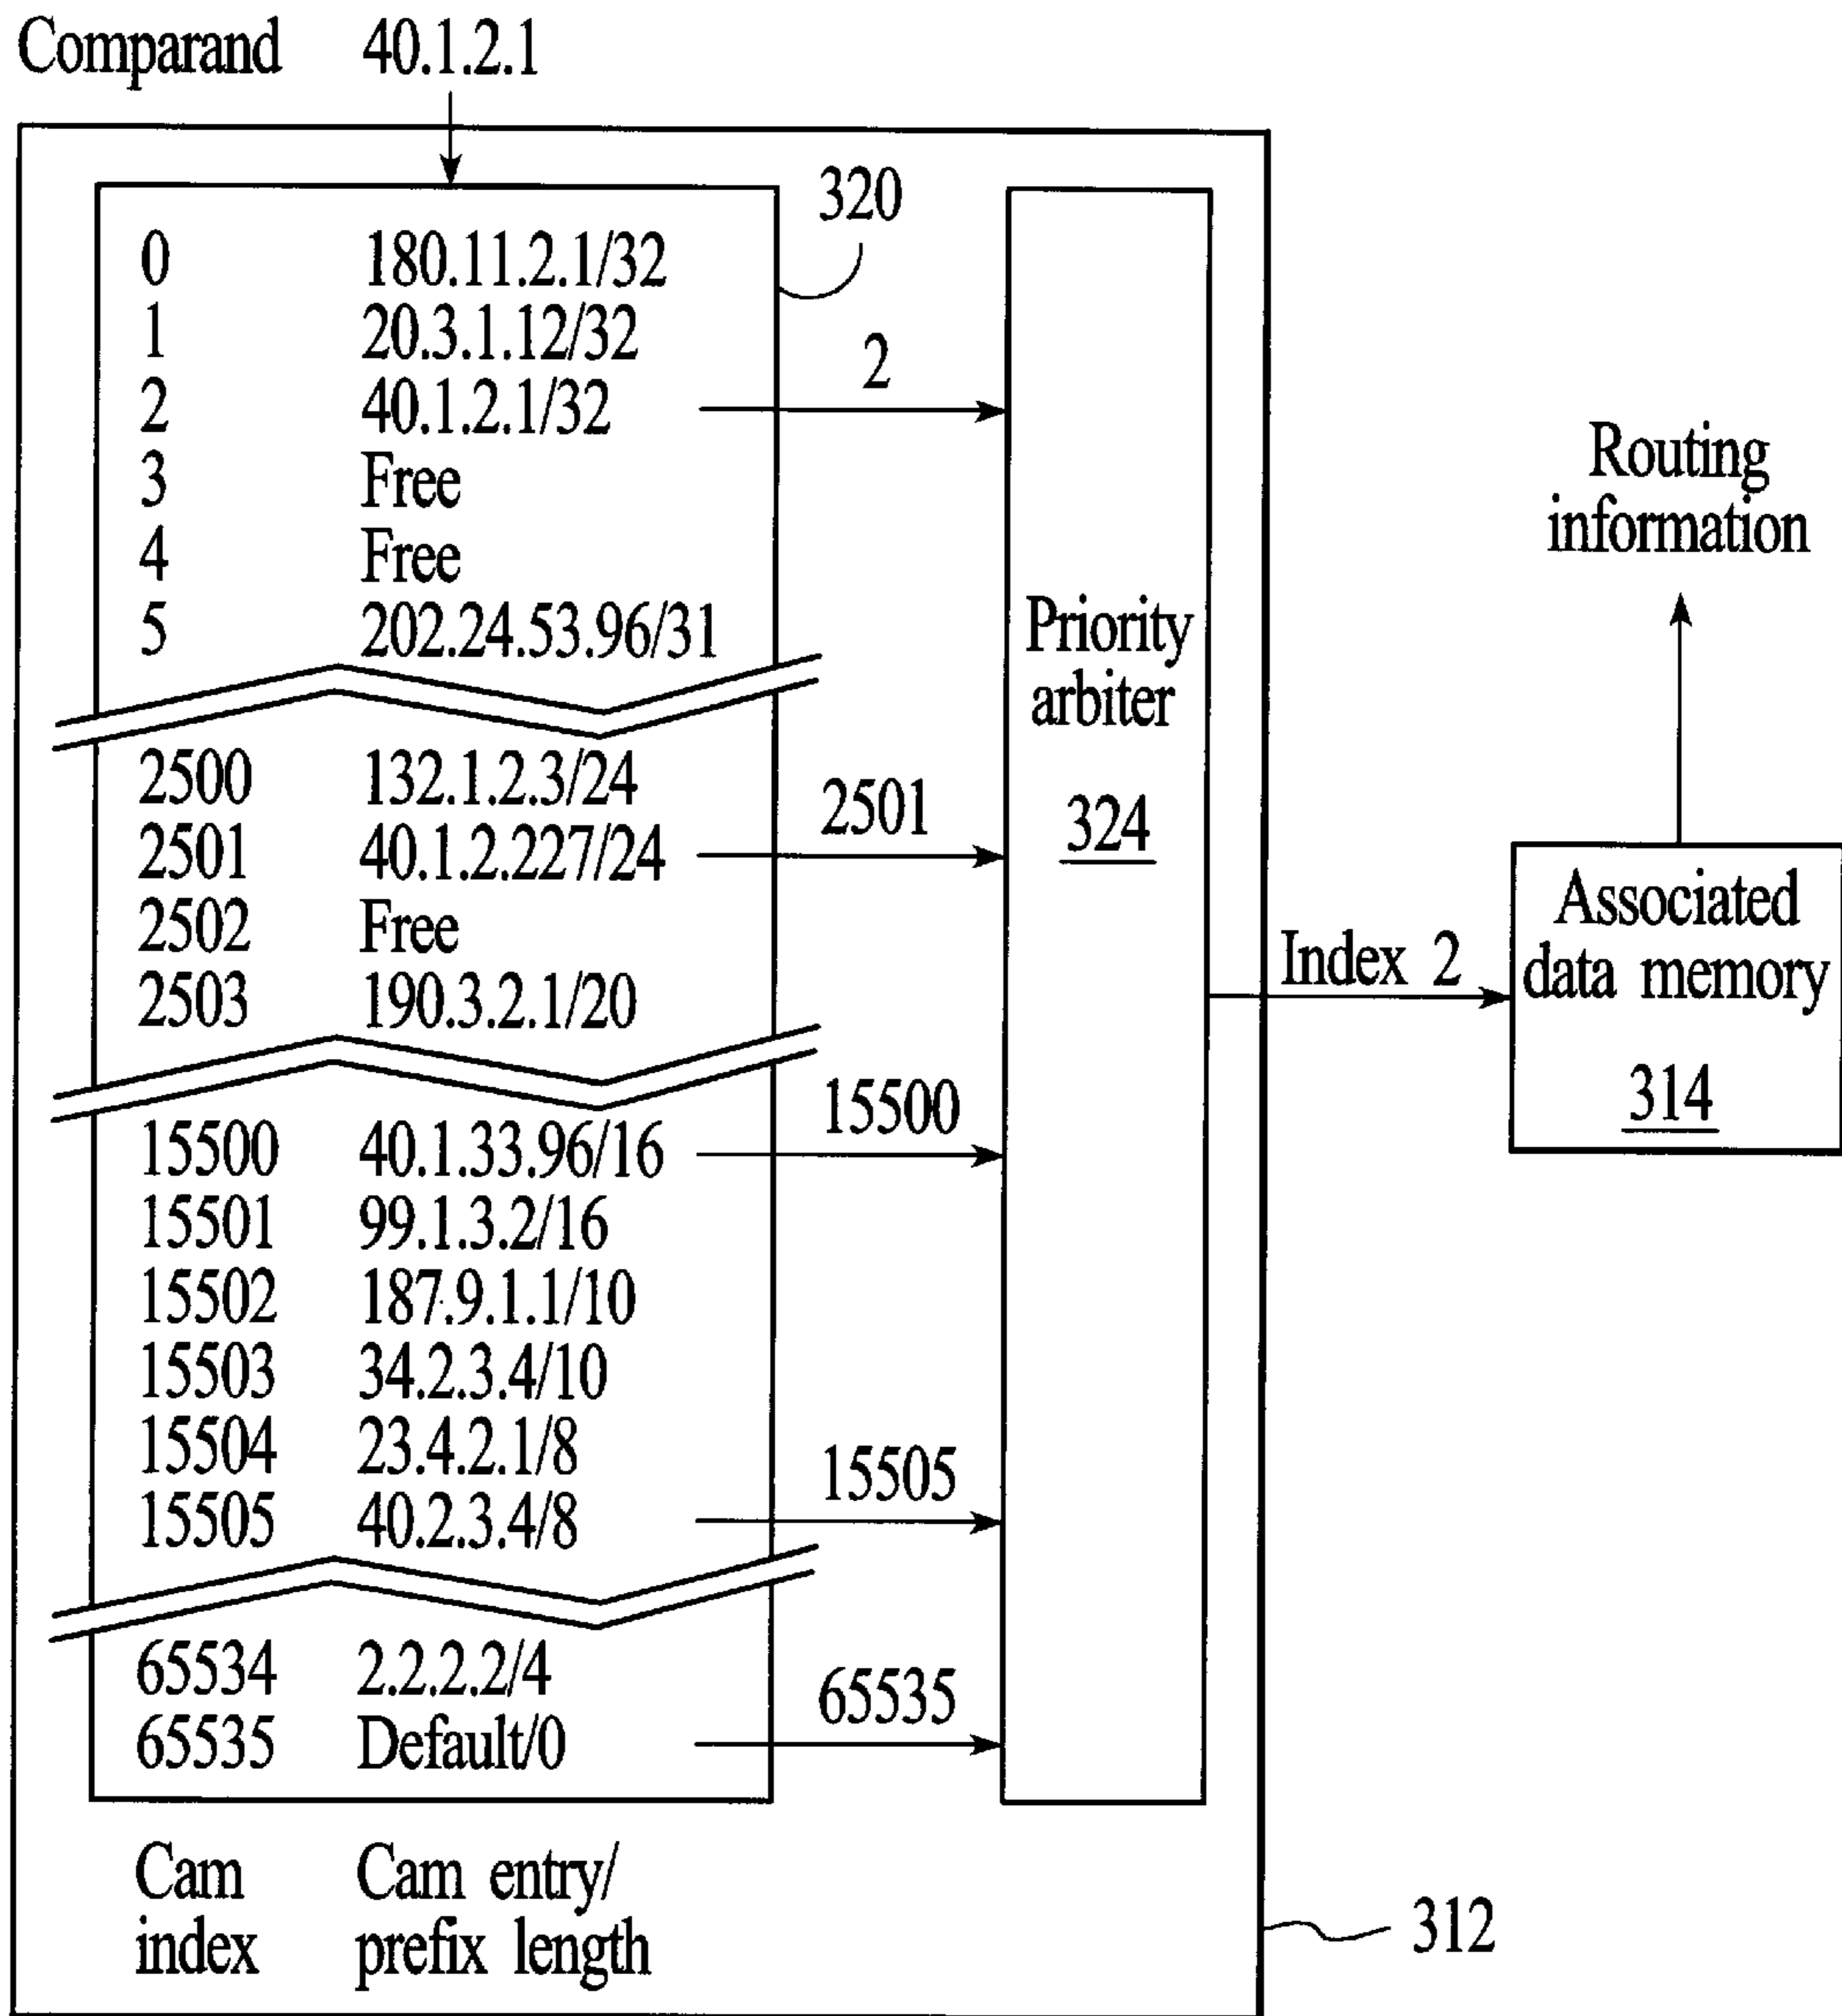 Comparand 40.1.2.1
320
0 180.11.2.1/32
1 20.3.1.12/32
2 40.1.2.1/32
2
3 Free
4 Free
5 202.24.53.96/31
Routing
information
Priority
arbiter
324
2500 132.1.2.3/24
2501 40.1.2.227/24
2501
2502 Free
2503 190.3.2.1/20
Index 2
Associated
data memory
314
15500 40.1.33.96/16
15500
15501 99.1.3.2/16
15502 187.9.1.1/10
15503 34.2.3.4/10
15504 23.4.2.1/8
15505 40.2.3.4/8
15505
65534 2.2.2.2/4
65535 Default/0
65535
Cam index
Cam entry/
prefix length
312